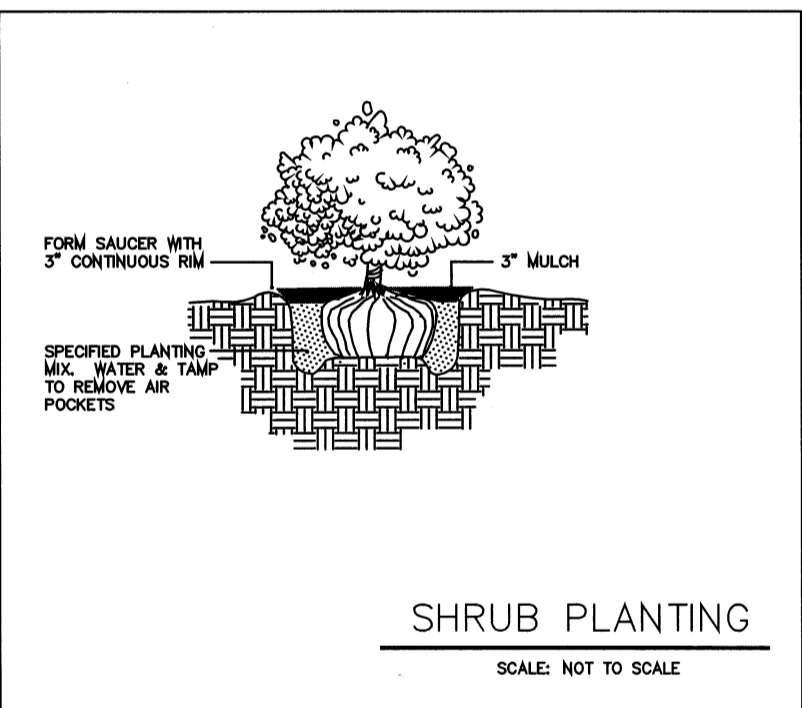 FORM SAUCER WITH
3" CONTINUOUS RIM
3" MULCH
SPECIFIED PLANTING
MIX. WATER & TAMP
TO REMOVE AIR
POCKETS
SHRUB PLANTING
SCALE: NOT TO SCALE